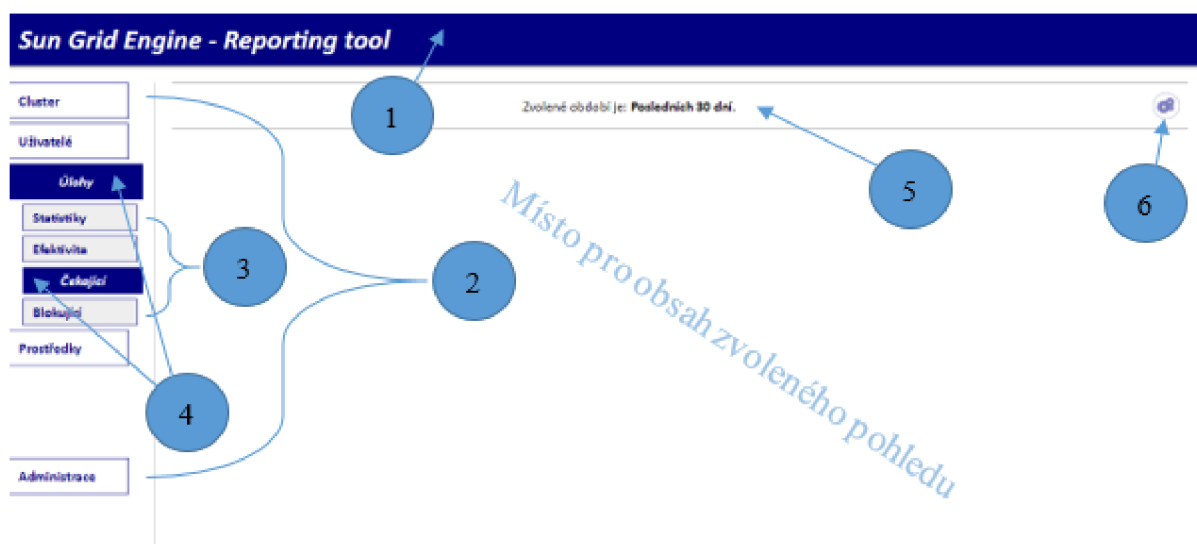 Sun Grid Engine - Reporting tool
1
Cluster
Zvolené období je: Posledních 30 dní.
Uživatelé
5
6
Úlohy
Statistiky
Efektivita
3
2
Čekající
Blokující
Místo pro obsah zvoleného pohledu
Prostředky
4
Administrace